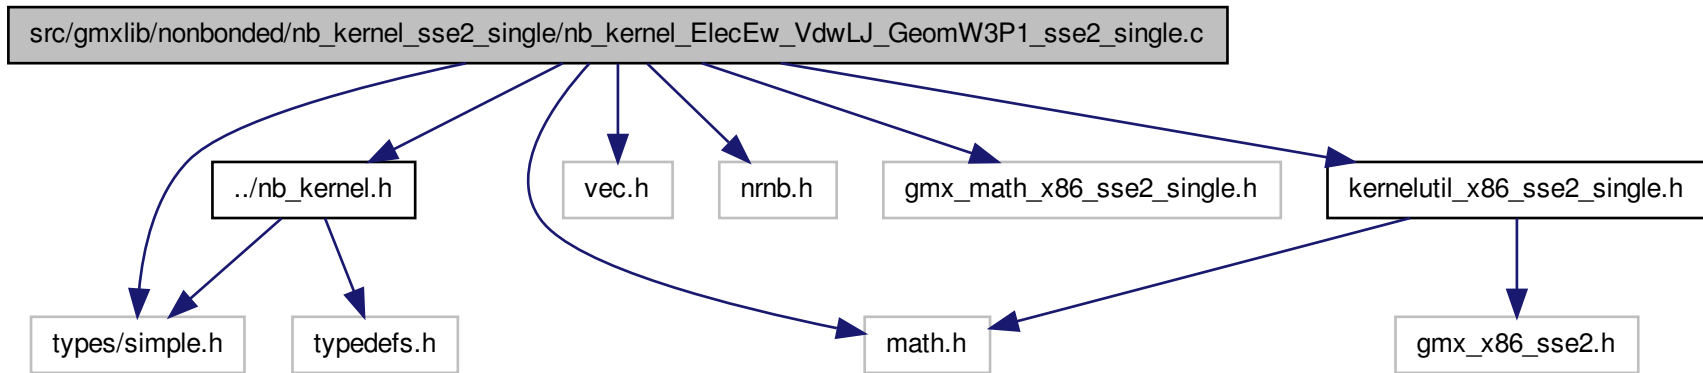 src/gmxlib/nonbonded/nb_kernel_sse2_single/nb_kernel_ElecEw_VdwLJ_GeomW3P1_sse2_single.c
../nb_kernel.h
vec.h
nrnb.h
gmx_math_x86_sse2_single.h
kernelutil_x86_sse2_single.h
types/simple.h
typedefs.h
math.h
gmx_x86_sse2.h